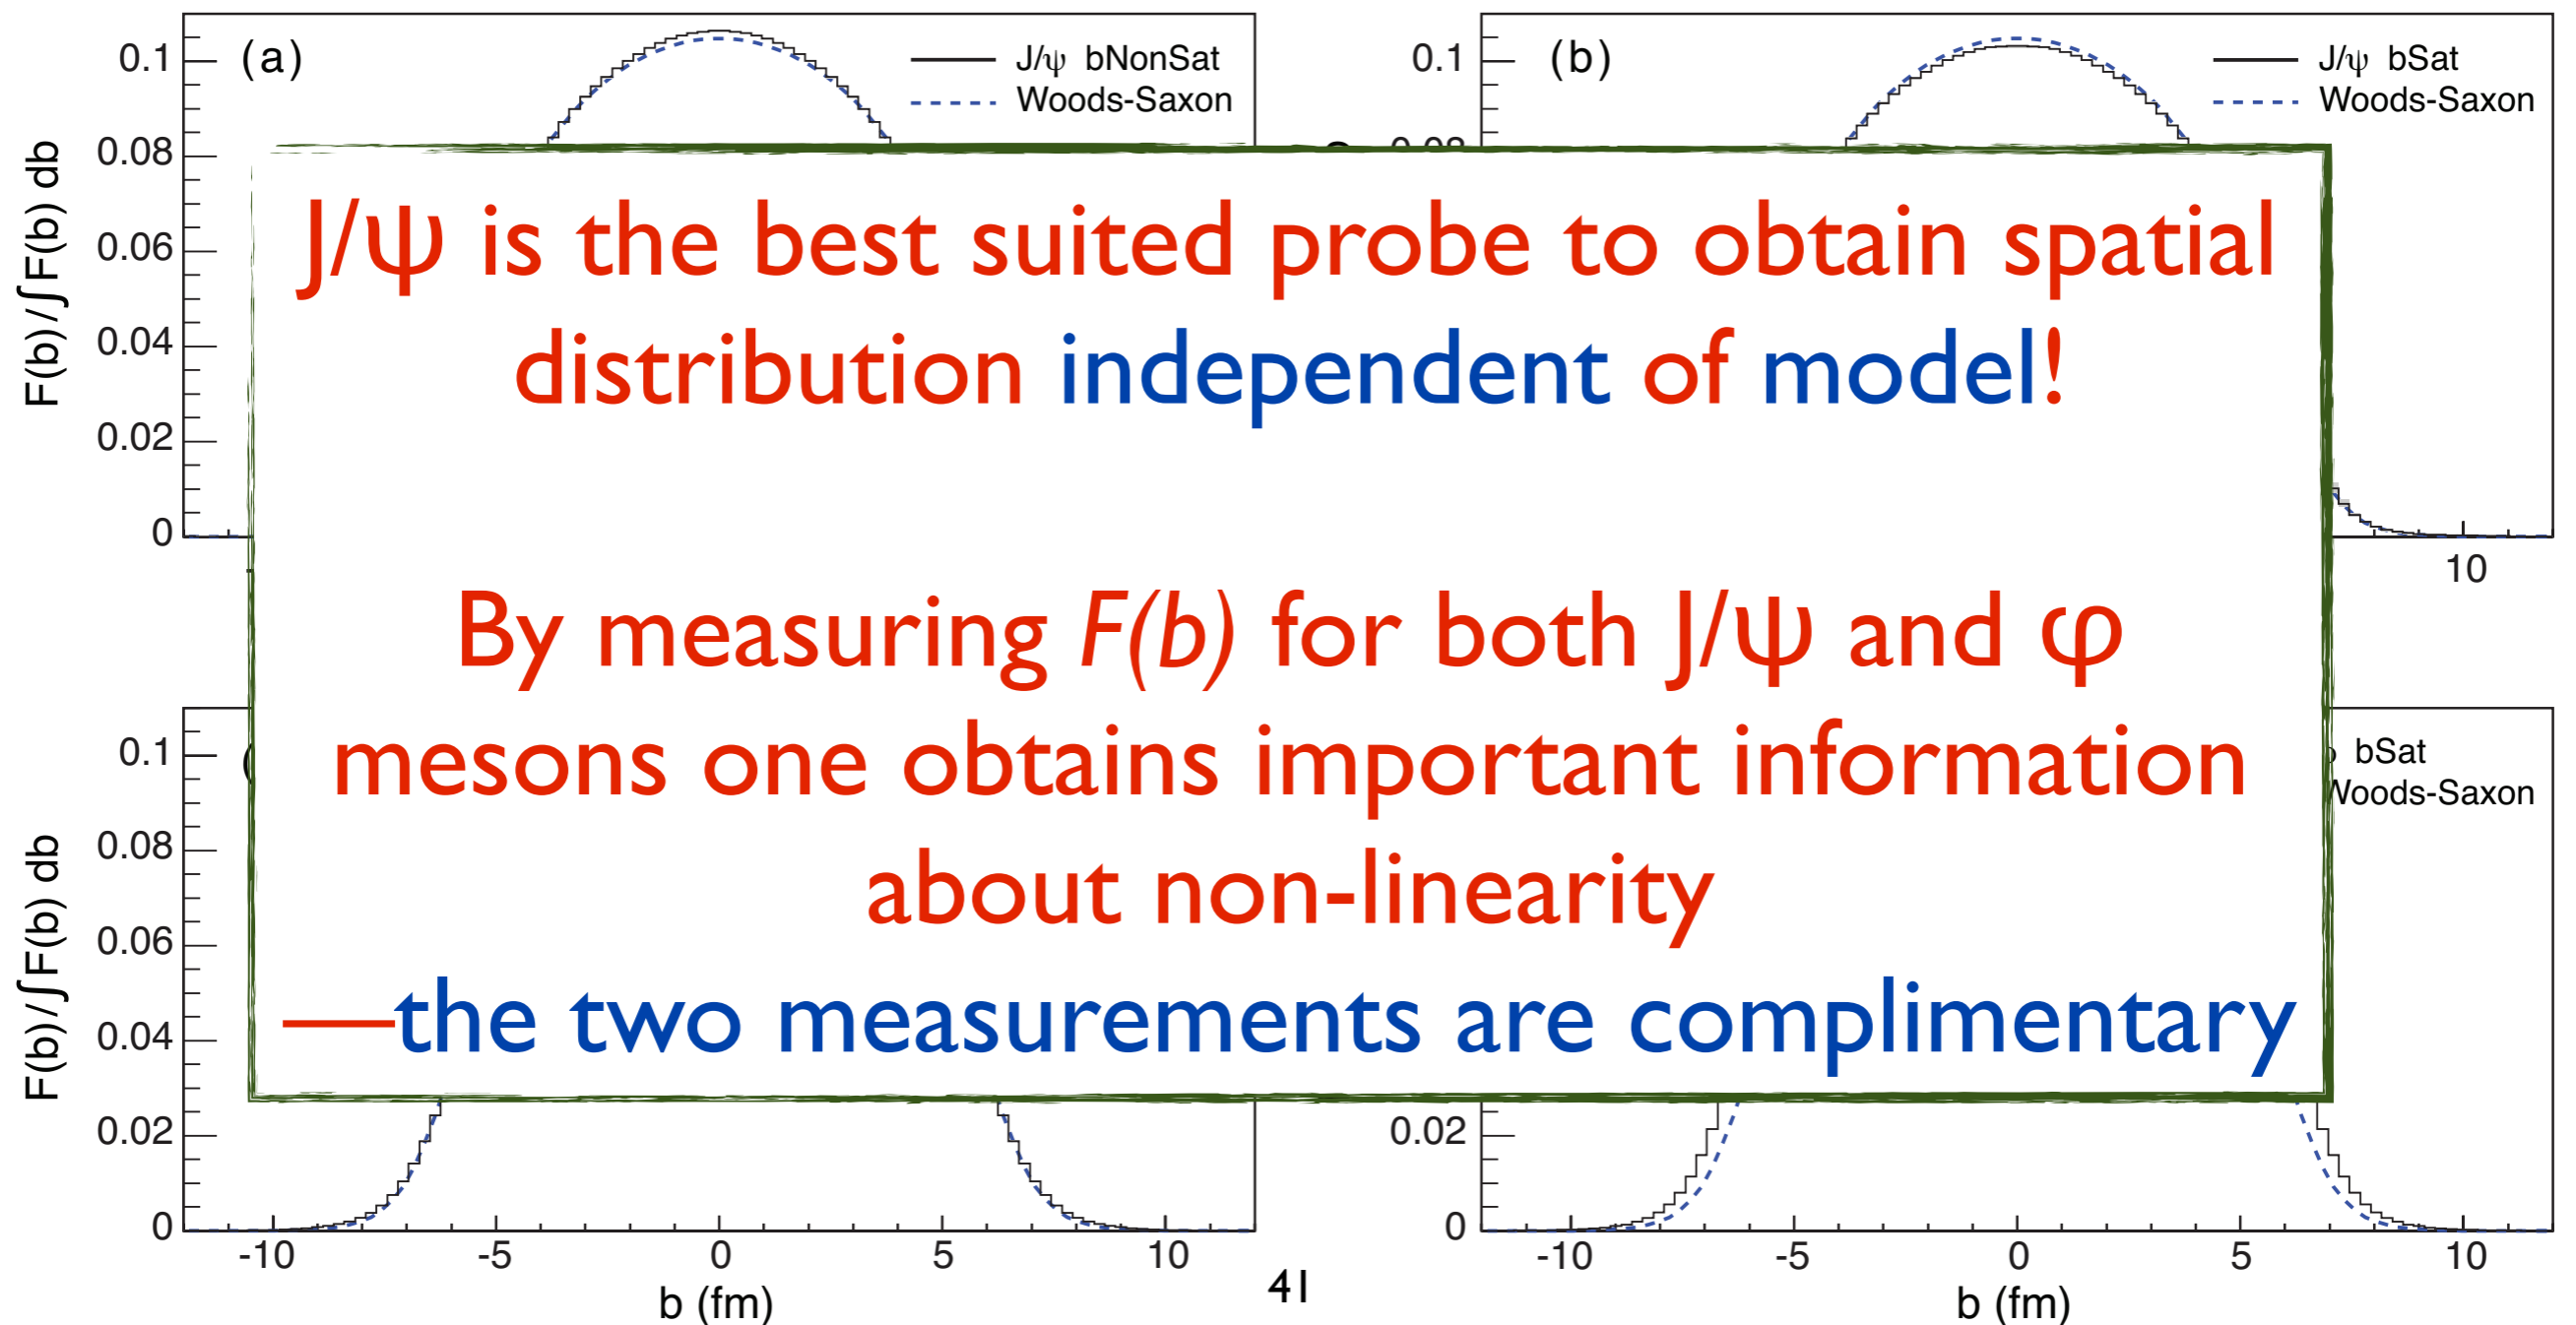 (a)
J/ψ bNonSat
Woods-Saxon
0.1
0.08
0.06
0.04
0.02
0
F(b)/∫F(b) db
(b)
J/ψ bSat
Woods-Saxon
0.1
0.08
10
J/ψ is the best suited probe to obtain spatial
distribution independent of model!
By measuring F(b) for both J/ψ and φ
mesons one obtains important information
about non-linearity
—the two measurements are complimentary
0.1
0.08
0.06
0.04
0.02
0
F(b)/∫F(b) db
-10 -5 0 5 10
b (fm)
bSat
Woods-Saxon
0.02
0
-10 -5 0 5 10
b (fm)
41